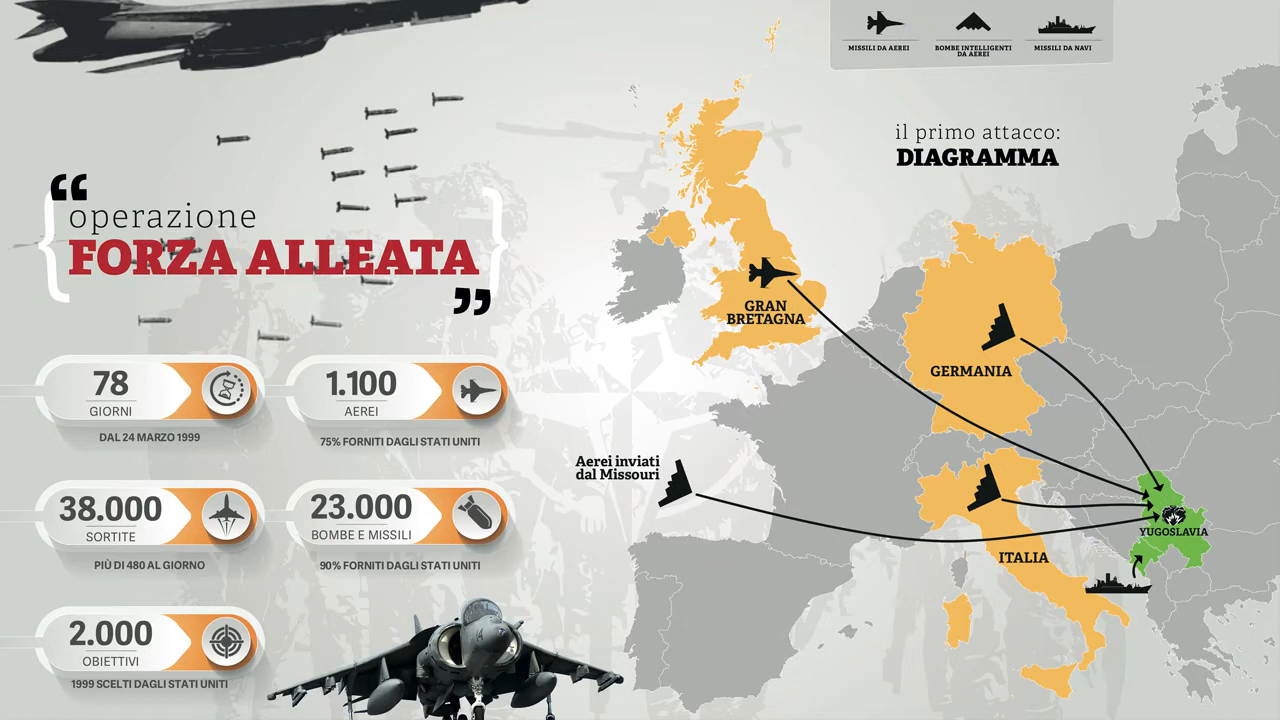 MISSILI DA AEREI
BOMBE INTELLIGENTI
DA AEREI
MISSILI DA NAVI
il primo attacco:
DIAGRAMMA
“operazione
FORZA ALLEATA”
78
GIORNI
DAL 24 MARZO 1999
1.100
AEREI
75% FORNITI DAGLI STATI UNITI
38.000
SORTITE
PIÙ DI 480 AL GIORNO
23.000
BOMBE E MISSILI
90% FORNITI DAGLI STATI UNITI
2.000
OBIETTIVI
1999 SCELTI DAGLI STATI UNITI
GRAN
BRETAGNA
GERMANIA
Aerei inviati
dal Missouri
ITALIA
YUGOSLAVIA